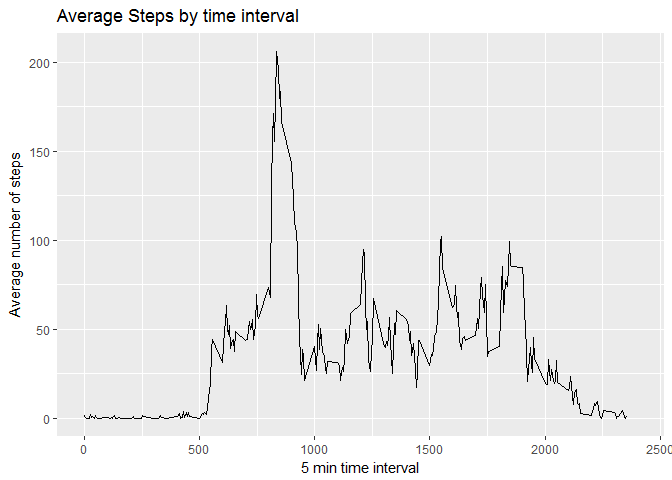 Average Steps by time interval
Average number of steps
200
150
100
50
0
0 500 1000 1500 2000 2500
5 min time interval